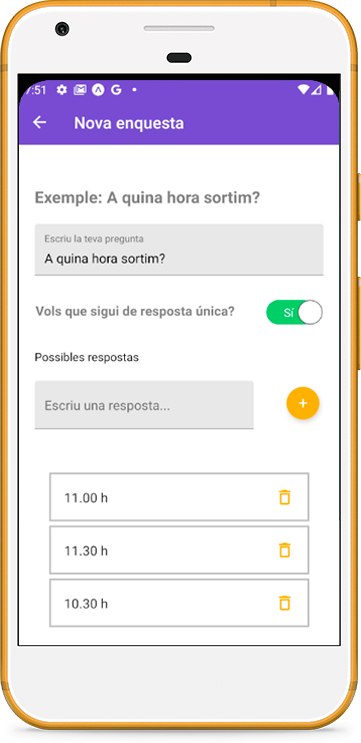 7:51
Nova enquesta
Exemple: A quina hora sortim?
Escriu la teva pregunta
A quina hora sortim?
Vols que sigui de resposta única?
Sí
Possibles respostas
Escriu una resposta...
+
11.00 h
11.30 h
10.30 h